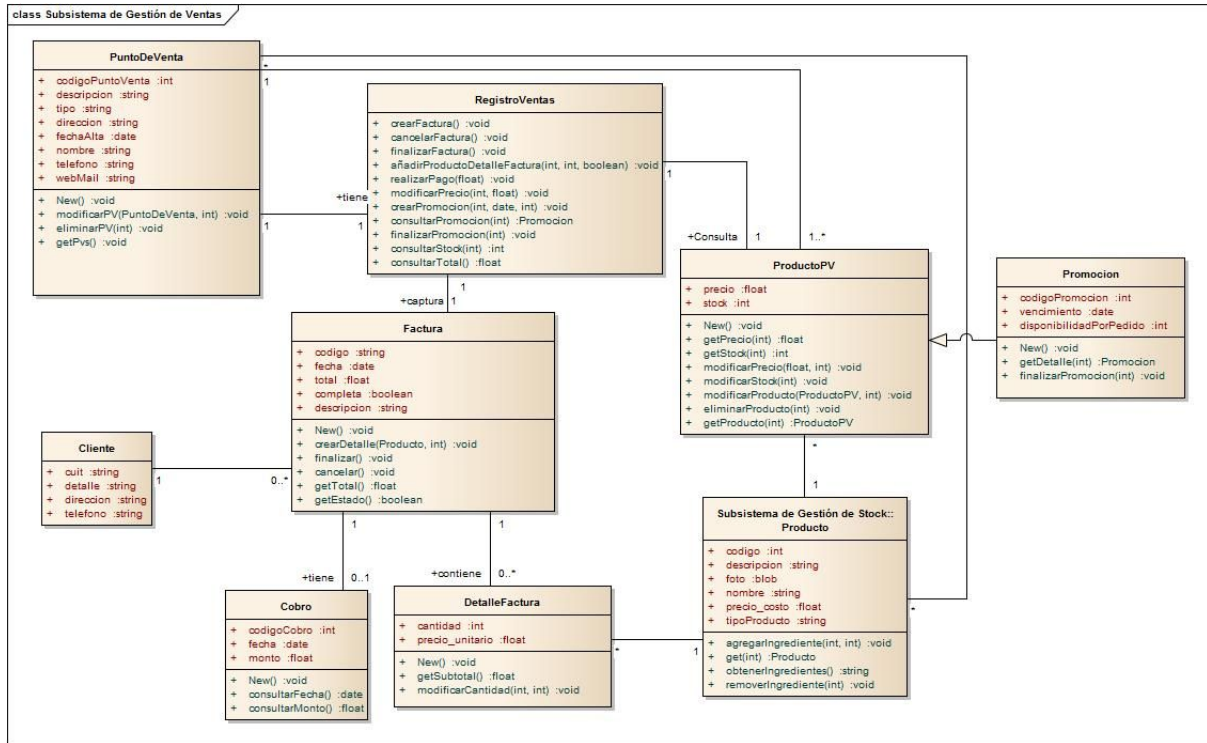 class Subsistema de Gestión de Ventas
PuntoDeVenta
+ codigoPuntoVenta :int
+ descripcion :string
+ tipo :string
+ direccion :string
+ fechaAlta :date
+ nombre :string
+ telefono :string
+ webMail :string
+ New() :void
+ modificarPV(PuntoDeVenta, int) :void
+ eliminarPV(int) :void
+ getPvs() :void
*
1
+tiene
1
1
RegistroVentas
+ crearFactura() :void
+ cancelarFactura() :void
+ finalizarFactura() :void
+ añadirProductoDetalleFactura(int, int, boolean) :void
+ realizarPago(float) :void
+ modificarPrecio(int, float) :void
+ crearPromocion(int, date, int) :void
+ consultarPromocion(int) :Promocion
+ finalizarPromocion(int) :void
+ consultarStock(int) :int
+ consultarTotal() :float
1
+Consulta
1
1..*
1
+captura
1
ProductoPV
+ precio :float
+ stock :int
+ New() :void
+ getPrecio(int) :float
+ getStock(int) :int
+ modificarPrecio(float, int) :void
+ modificarStock(int) :void
+ modificarProducto(ProductoPV, int) :void
+ eliminarProducto(int) :void
+ getProducto(int) :ProductoPV
Promocion
+ codigoPromocion :int
+ vencimiento :date
+ disponibilidadPorPedido :int
+ New() :void
+ getDetalle(int) :Promocion
+ finalizarPromocion(int) :void
Factura
+ codigo :string
+ fecha :date
+ total :float
+ completa :boolean
+ descripcion :string
+ New() :void
+ crearDetalle(Producto, int) :void
+ finalizar() :void
+ cancelar() :void
+ getTotal() :float
+ getEstado() :boolean
Cliente
+ cuit :string
+ detalle :string
+ direccion :string
+ telefono :string
1
0..*
*
1
Subsistema de Gestión de Stock::
Producto
+ codigo :int
+ descripcion :string
+ foto :blob
+ nombre :string
+ precio_costo :float
+ tipoProducto :string
+ agregarIngrediente(int, int) :void
+ get(int) :Producto
+ obtenerIngredientes() :string
+ removerIngrediente(int) :void
*
1
+tiene
0..1
1
+contiene
0..*
Cobro
+ codigoCobro :int
+ fecha :date
+ monto :float
+ New() :void
+ consultarFecha() :date
+ consultarMonto() :float
DetalleFactura
+ cantidad :int
+ precio_unitario :float
+ New() :void
+ getSubtotal() :float
+ modificarCantidad(int, int) :void
*
1